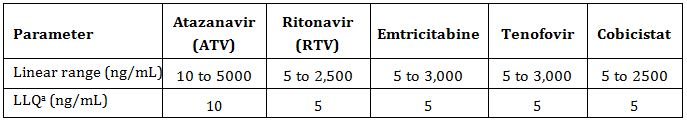 Parameter Atazanavir (ATV) Ritonavir (RTV) Emtricitabine Tenofovir Cobicistat
Linear range (ng/mL) 10 to 5000 5 to 2,500 5 to 3,000 5 to 3,000 5 to 2500
LLQᵃ (ng/mL) 10 5 5 5 5